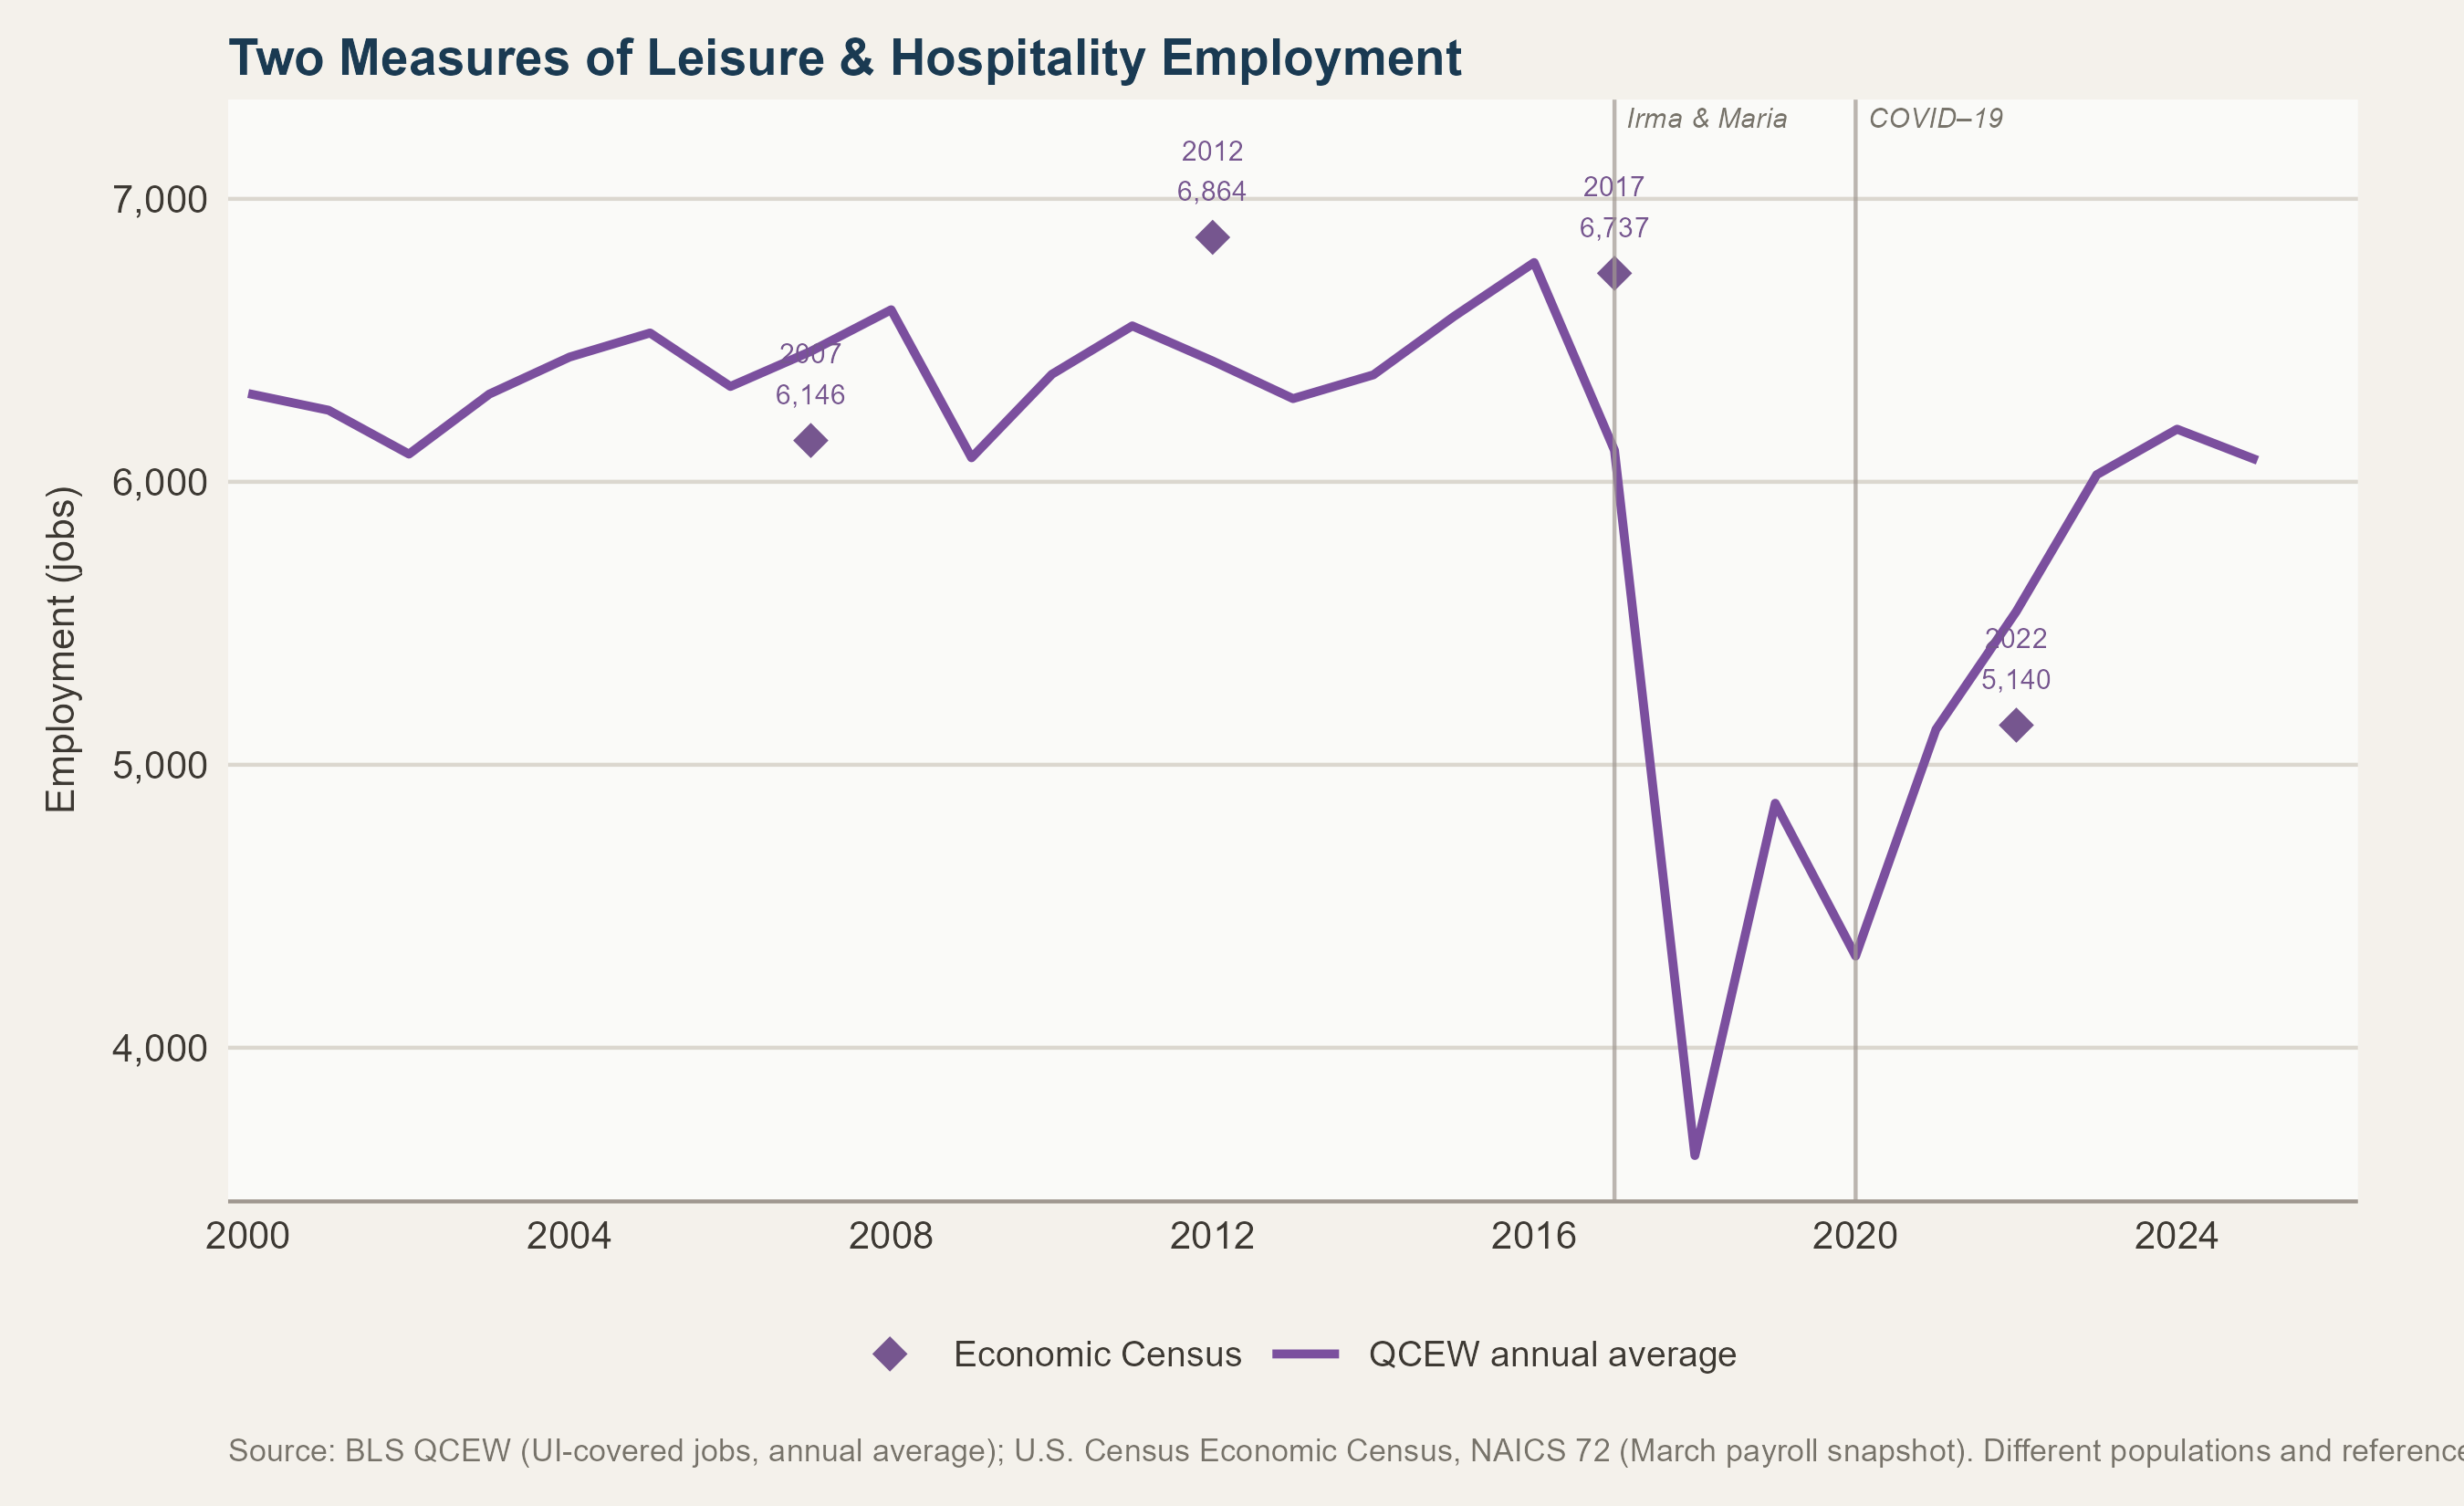 Two Measures of Leisure & Hospitality Employment
Irma & Maria
COVID–19
2012
6,864
2017
6,737
2007
6,146
2022
5,140
7,000
6,000
5,000
4,000
Employment (jobs)
2000
2004
2008
2012
2016
2020
2024
Economic Census
QCEW annual average
Source: BLS QCEW (UI-covered jobs, annual average); U.S. Census Economic Census, NAICS 72 (March payroll snapshot). Different populations and reference